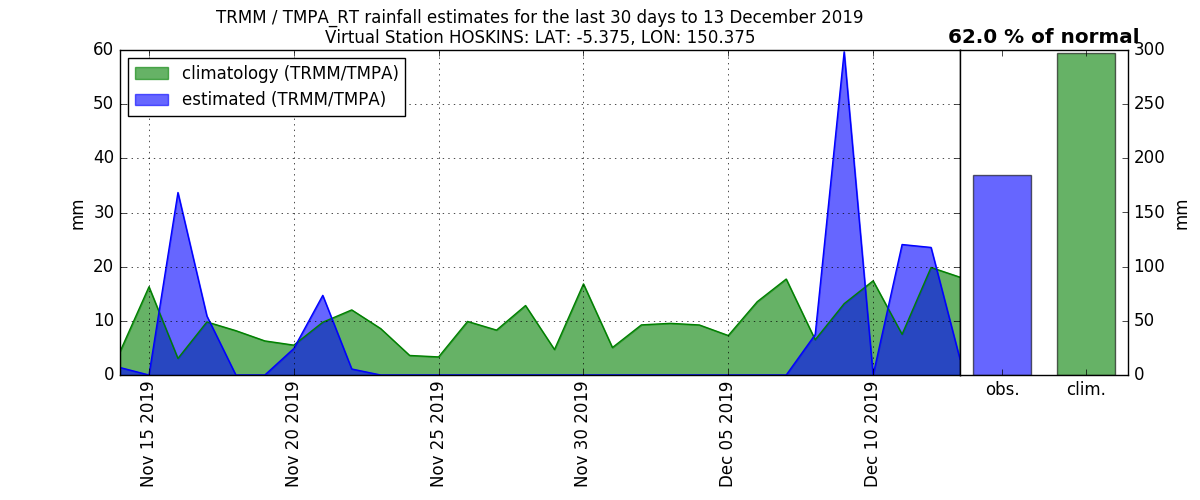 TRMM / TMPA_RT rainfall estimates for the last 30 days to 13 December 2019
Virtual Station HOSKINS: LAT: -5.375, LON: 150.375
62.0 % of normal
climatology (TRMM/TMPA)
estimated (TRMM/TMPA)
60
50
40
30
20
10
0
mm
Nov 15 2019
Nov 20 2019
Nov 25 2019
Nov 30 2019
Dec 05 2019
Dec 10 2019
obs.
clim.
300
250
200
150
100
50
0
mm